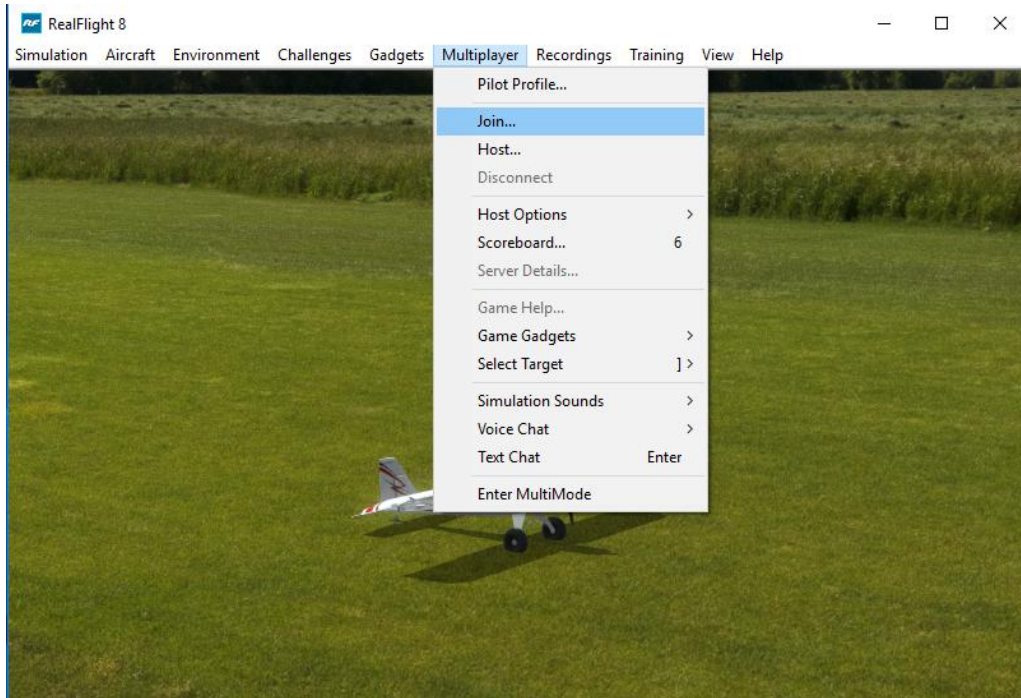 RF RealFlight 8
Simulation Aircraft Environment Challenges Gadgets Multiplayer Recordings Training View Help
Pilot Profile...
Join...
Host...
Disconnect
Host Options >
Scoreboard... 6
Server Details...
Game Help...
Game Gadgets >
Select Target ] >
Simulation Sounds >
Voice Chat >
Text Chat Enter
Enter MultiMode